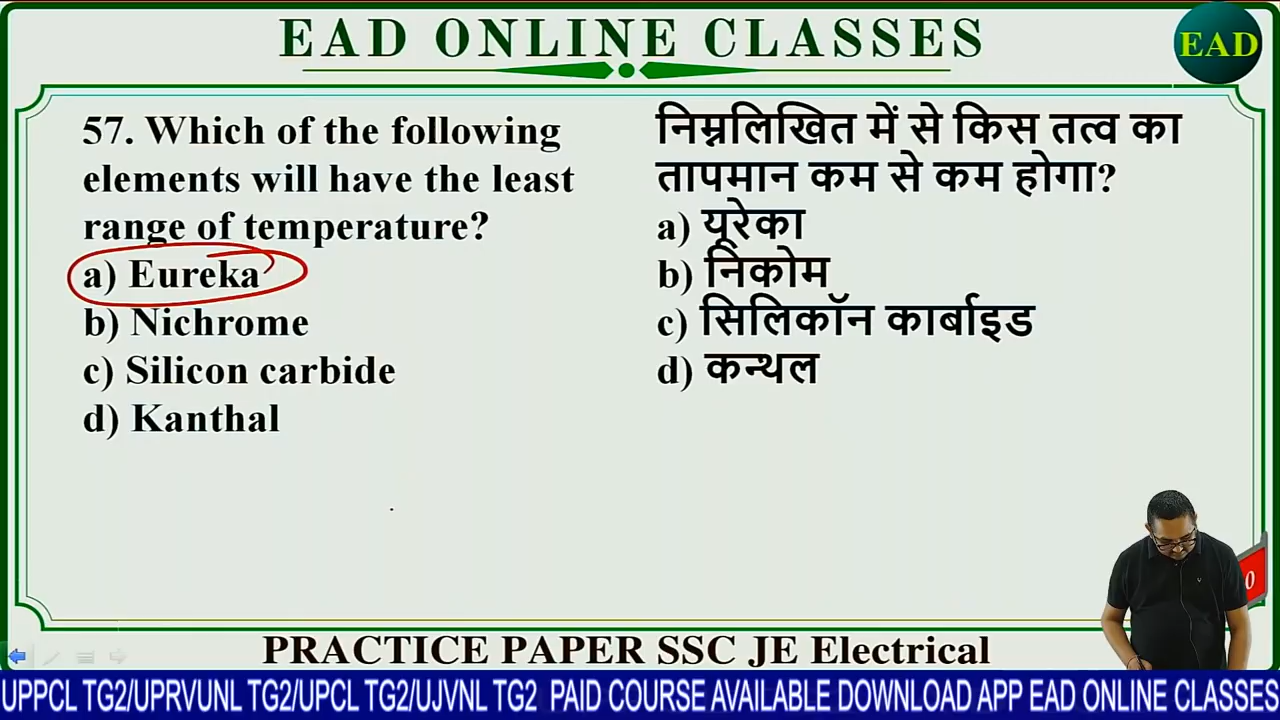 EAD ONLINE CLASSES
EAD
57. Which of the following
elements will have the least
range of temperature?
a) Eureka
b) Nichrome
c) Silicon carbide
d) Kanthal
निम्नलिखित में से किस तत्व का
तापमान कम से कम होगा?
a) यूरेका
b) निकोम
c) सिलिकॉन कार्बाइड
d) कन्थल
0
PRACTICE PAPER SSC JE Electrical
UPPCL TG2/UPRVUNL TG2/UPCL TG2/UJVNL TG2 PAID COURSE AVAILABLE DOWNLOAD APP EAD ONLINE CLASSES